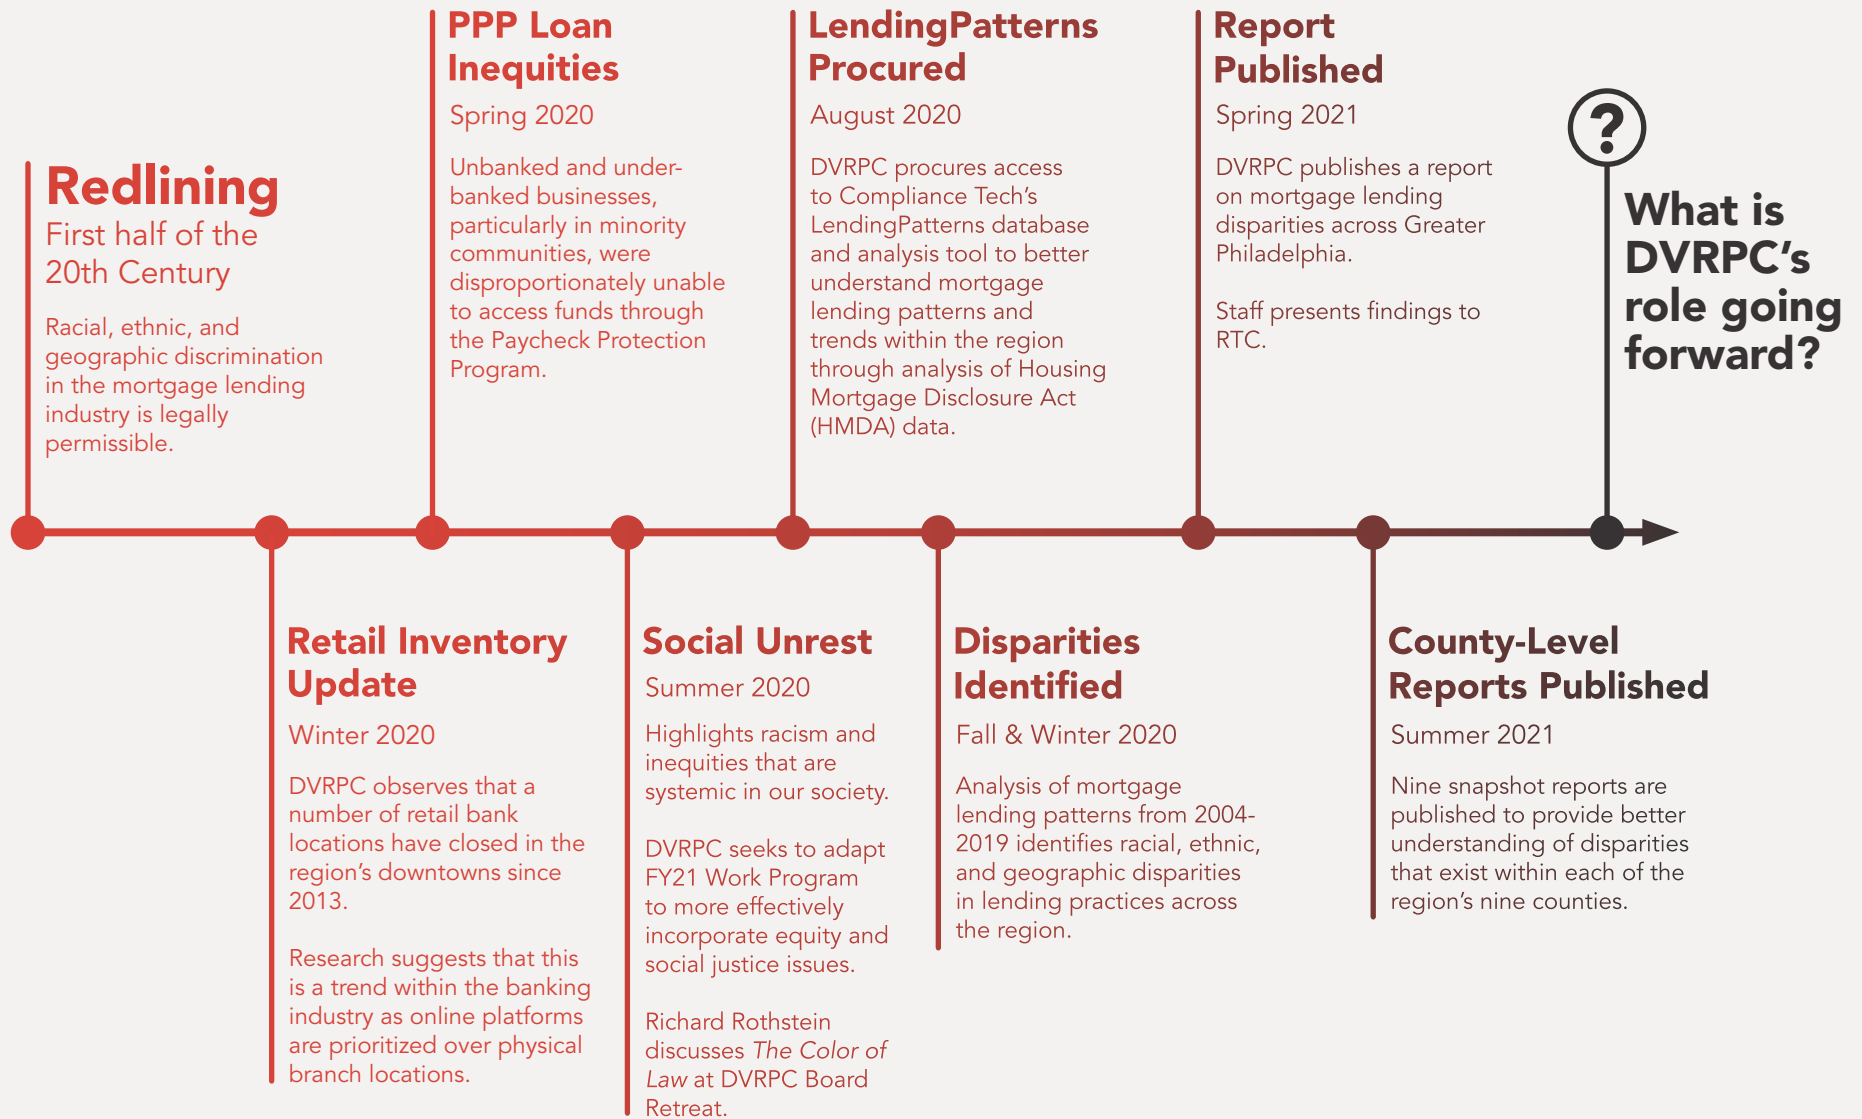 Redlining
First half of the
20th Century
Racial, ethnic, and
geographic discrimination
in the mortgage lending
industry is legally
permissible.
Retail Inventory
Update
Winter 2020
DVRPC observes that a
number of retail bank
locations have closed in the
region’s downtowns since
2013.
Research suggests that this
is a trend within the banking
industry as online platforms
are prioritized over physical
branch locations.
PPP Loan
Inequities
Spring 2020
Unbanked and under-
banked businesses,
particularly in minority
communities, were
disproportionately unable
to access funds through
the Paycheck Protection
Program.
Social Unrest
Summer 2020
Highlights racism and
inequities that are
systemic in our society.
DVRPC seeks to adapt
FY21 Work Program
to more effectively
incorporate equity and
social justice issues.
Richard Rothstein
discusses The Color of
Law at DVRPC Board
Retreat.
LendingPatterns
Procured
August 2020
DVRPC procures access
to Compliance Tech’s
LendingPatterns database
and analysis tool to better
understand mortgage
lending patterns and
trends within the region
through analysis of Housing
Mortgage Disclosure Act
(HMDA) data.
Disparities
Identified
Fall & Winter 2020
Analysis of mortgage
lending patterns from 2004-
2019 identifies racial, ethnic,
and geographic disparities
in lending practices across
the region.
Report
Published
Spring 2021
DVRPC publishes a report
on mortgage lending
disparities across Greater
Philadelphia.
Staff presents findings to
RTC.
County-Level
Reports Published
Summer 2021
Nine snapshot reports are
published to provide better
understanding of disparities
that exist within each of the
region’s nine counties.
?
What is
DVRPC’s
role going
forward?